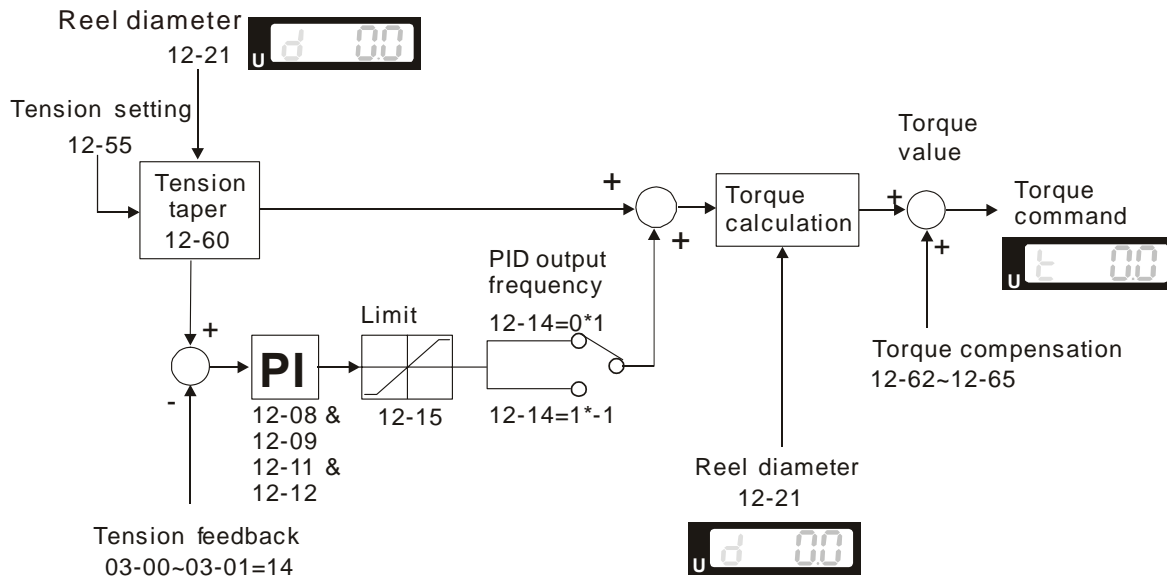 Reel diameter
12-21
U d 0.0
Tension setting
12-55
Tension
taper
12-60
+
+
Torque
calculation
Torque
value
+
+
Torque
command
U t 0.0
PID output
frequency
12-14=0*1
12-14=1*-1
Limit
12-15
+
-
PI
12-08 &
12-09
12-11 &
12-12
Torque compensation
12-62~12-65
Reel diameter
12-21
U d 0.0
Tension feedback
03-00~03-01=14